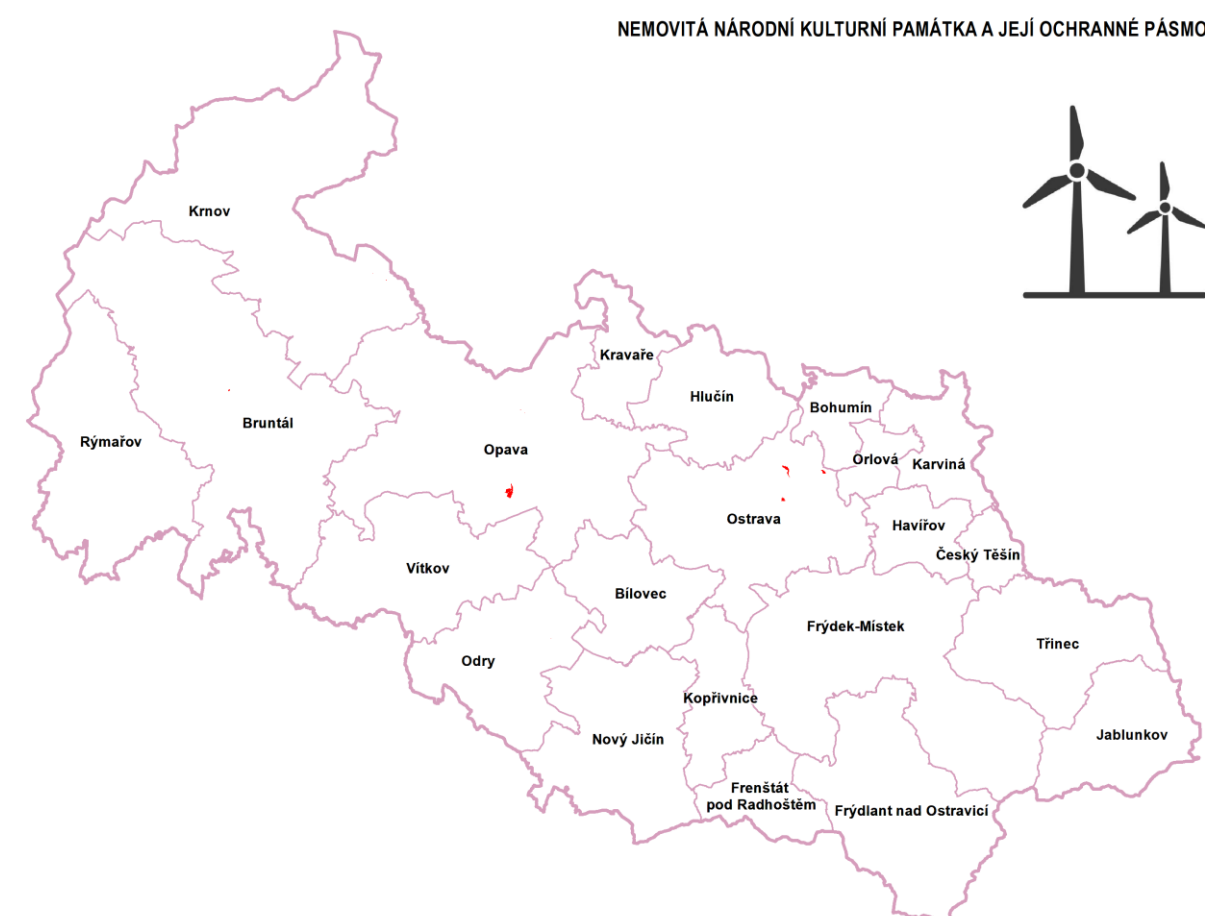 NEMOVITÁ NÁRODNÍ KULTURNÍ PAMÁTKA A JEJÍ OCHRANNÉ PÁSMO
Krnov
Kravaře
Hlučín
Bohumín
Rýmařov
Bruntál
Opava
Orlová
Karviná
Ostrava
Havířov
Český Těšín
Vítkov
Bílovec
Frýdek-Místek
Třinec
Odry
Kopřivnice
Nový Jičín
Jablunkov
Frenštát
pod Radhoštěm
Frýdlant nad Ostravicí